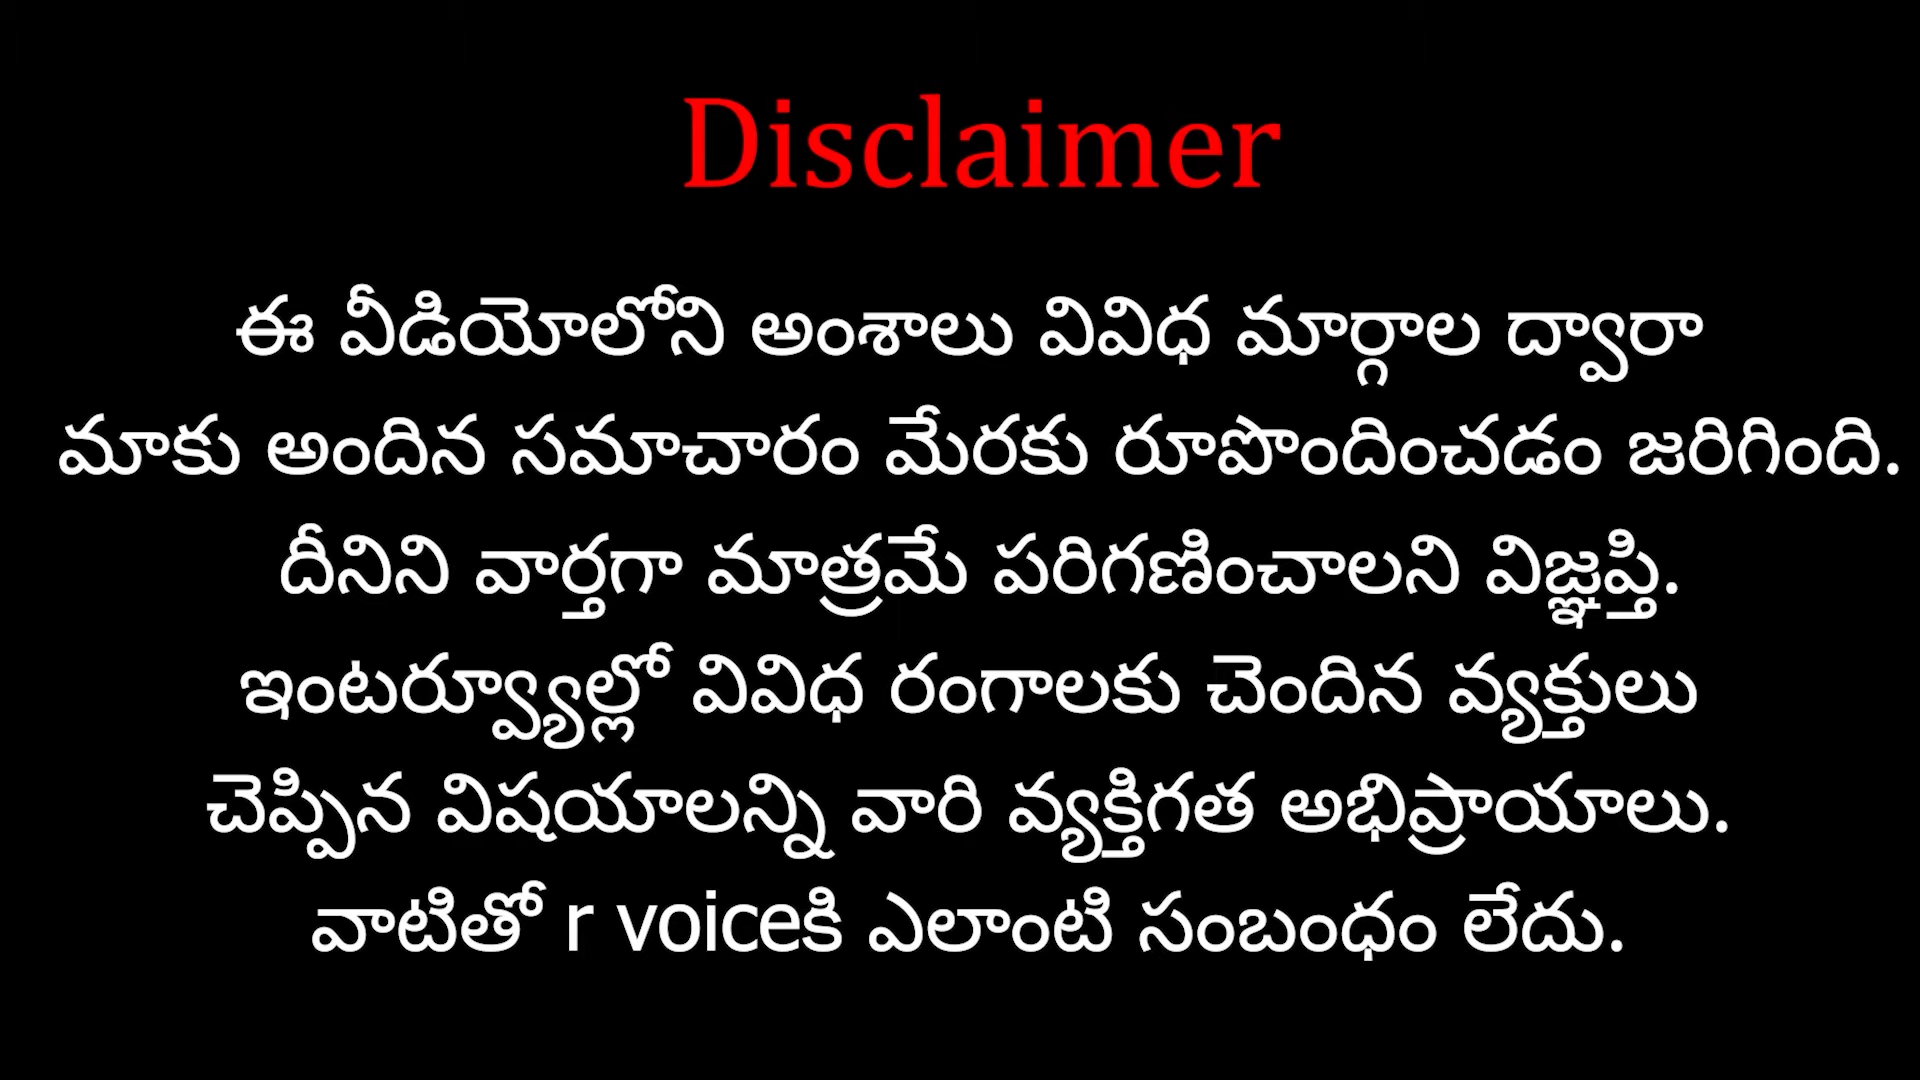 Disclaimer
ఈ వీడియోలోని అంశాలు వివిధ మార్గాల ద్వారా
మాకు అందిన సమాచారం మేరకు రూపొందించడం జరిగింది.
దీనిని వార్తగా మాత్రమే పరిగణించాలని విజ్ఞప్తి.
ఇంటర్వ్యూల్లో వివిధ రంగాలకు చెందిన వ్యక్తులు
చెప్పిన విషయాలన్ని వారి వ్యక్తిగత అభిప్రాయాలు.
వాటితో r voiceకి ఎలాంటి సంబంధం లేదు.